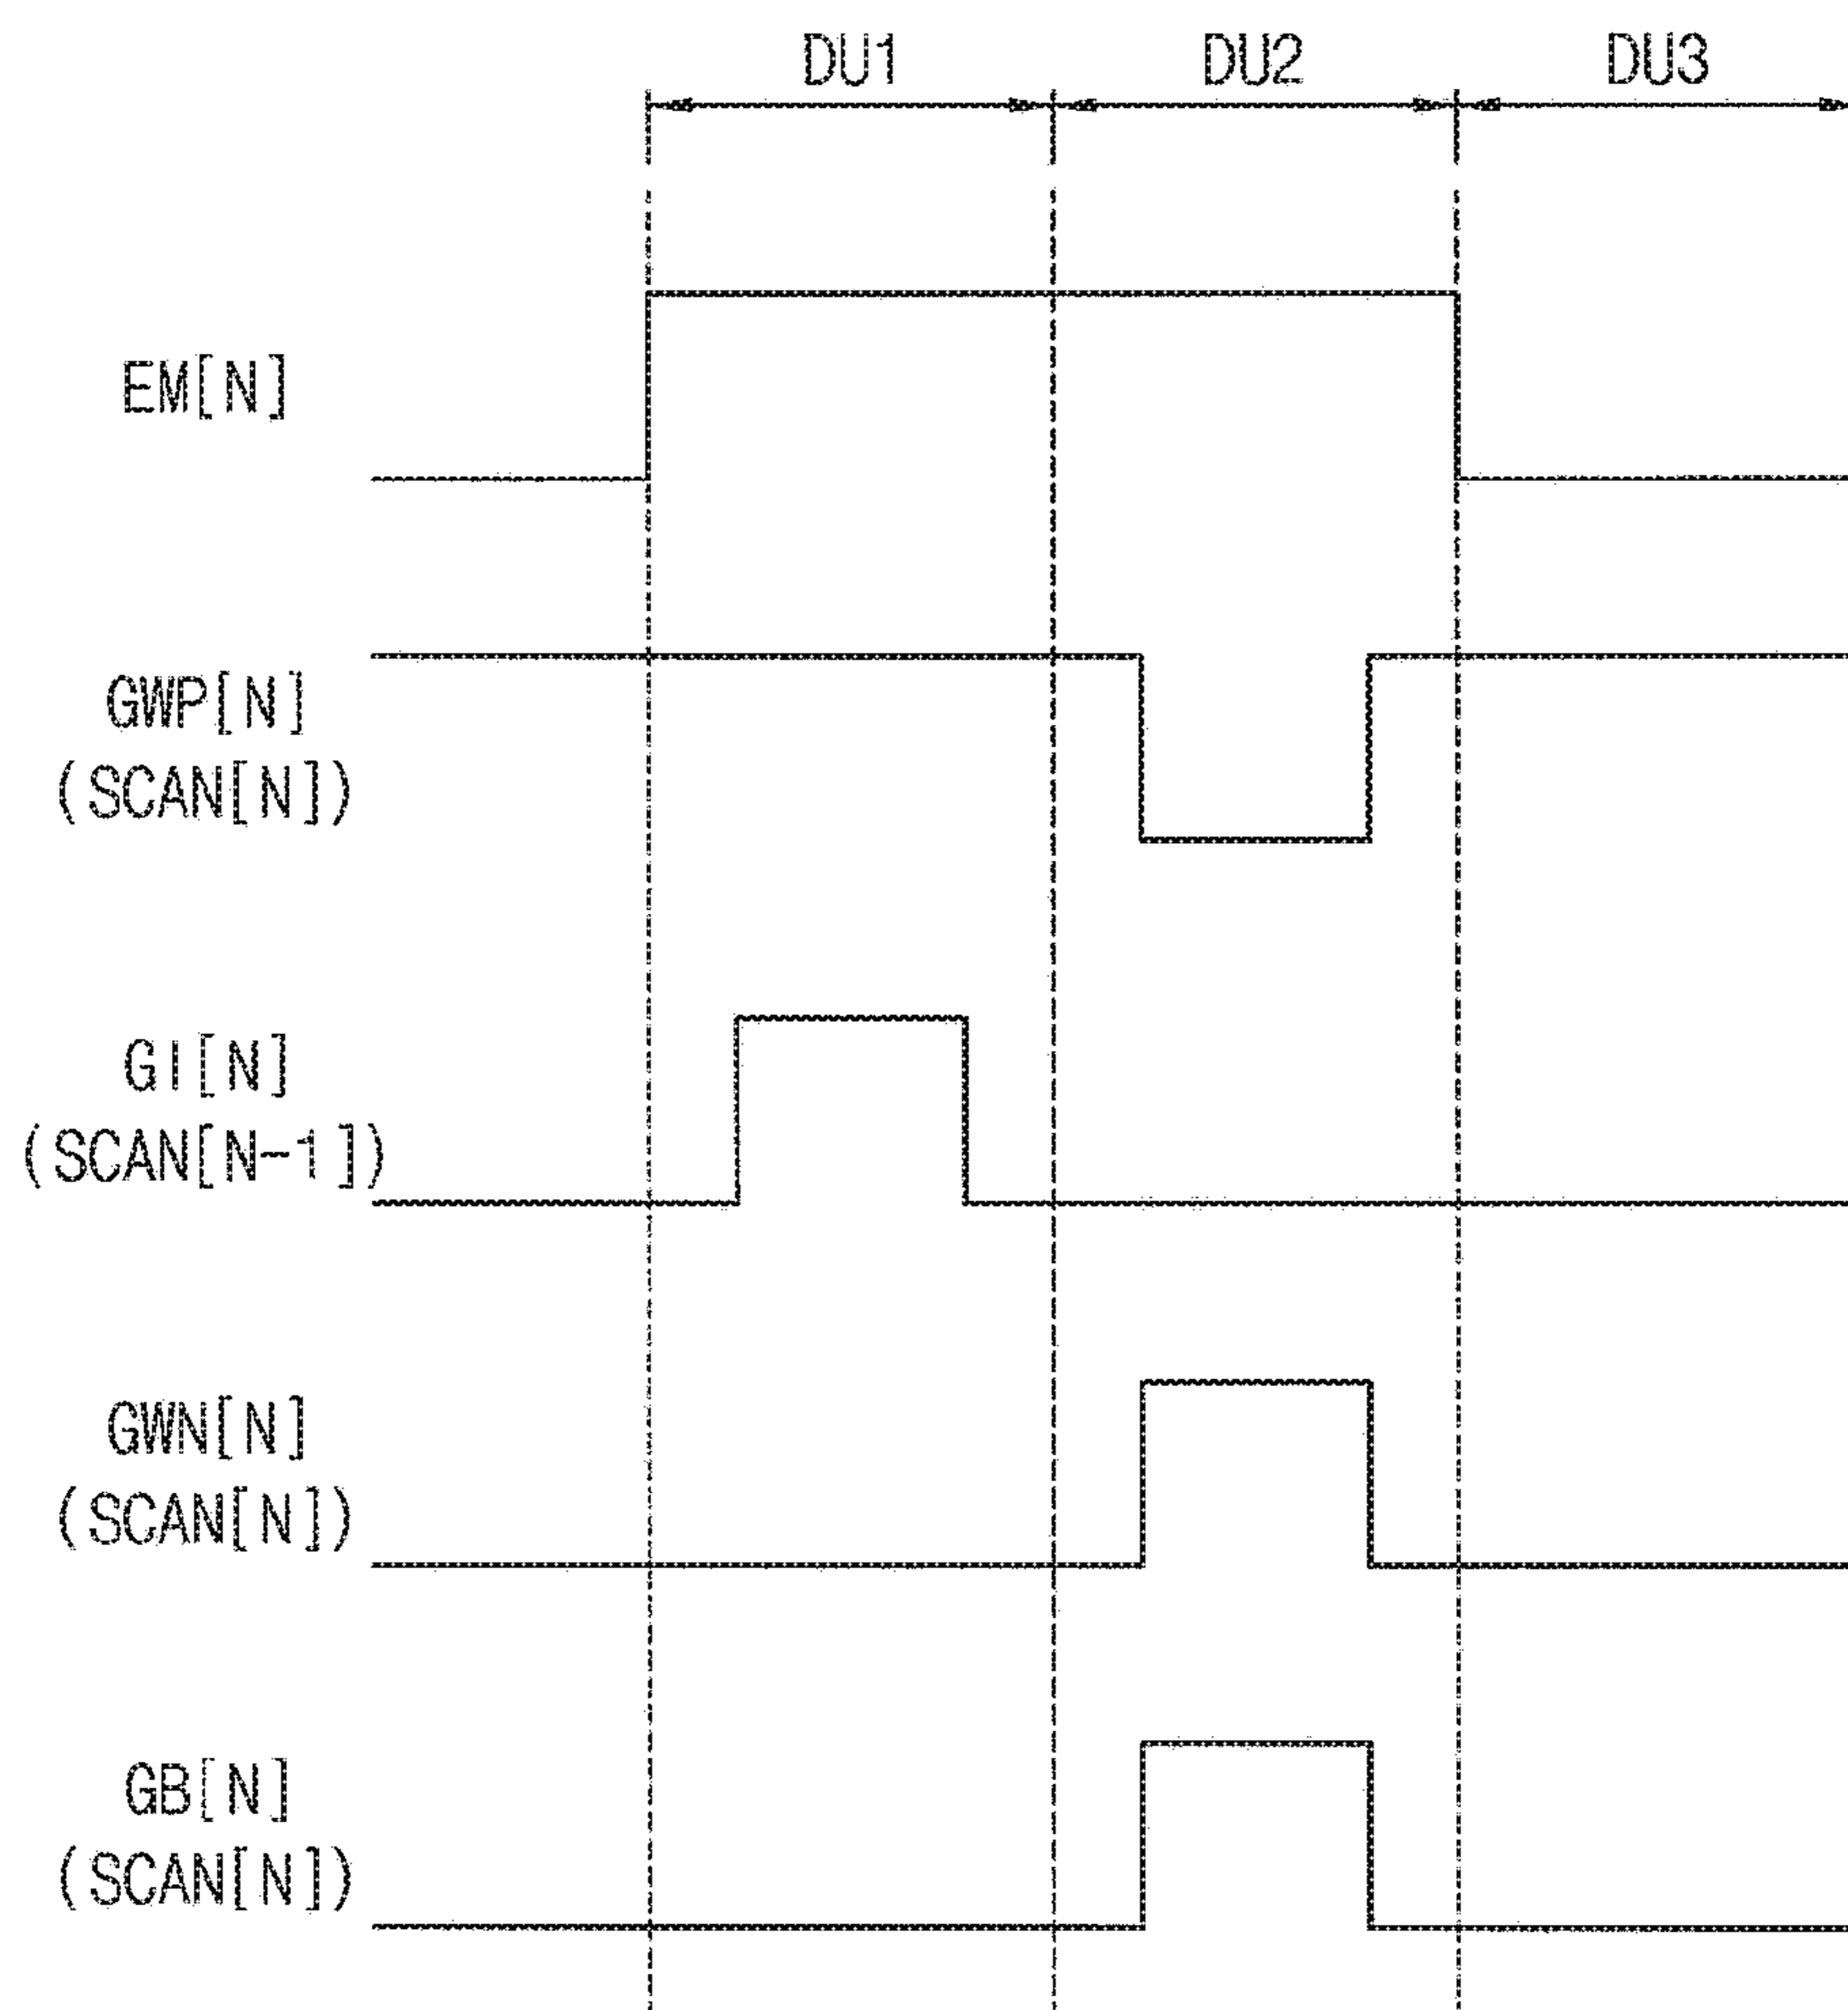 DU1 DU2 DU3
EM[N]
GWP[N]
(SCAN[N])
GI[N]
(SCAN[N-1])
GWN[N]
(SCAN[N])
GB[N]
(SCAN[N])